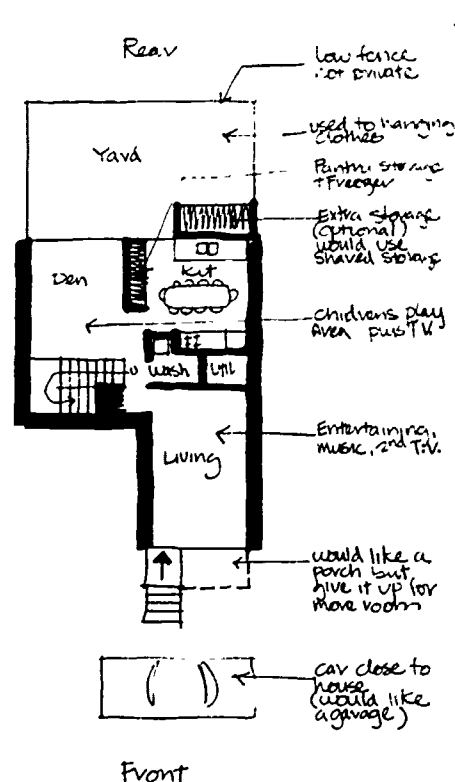 Rear
low fence
not private
Yard
used to hanging
clothes
Pantry storage
+ Freezer
Extra storage
(optional)
would use
shared storage
Den
Kit
childrens play
area plus TV.
Wash
Util
Entertaining,
music, 2nd T.V.
Living
would like a
porch but
give it up for
more room
car close to
house
(would like
a garage)
Front